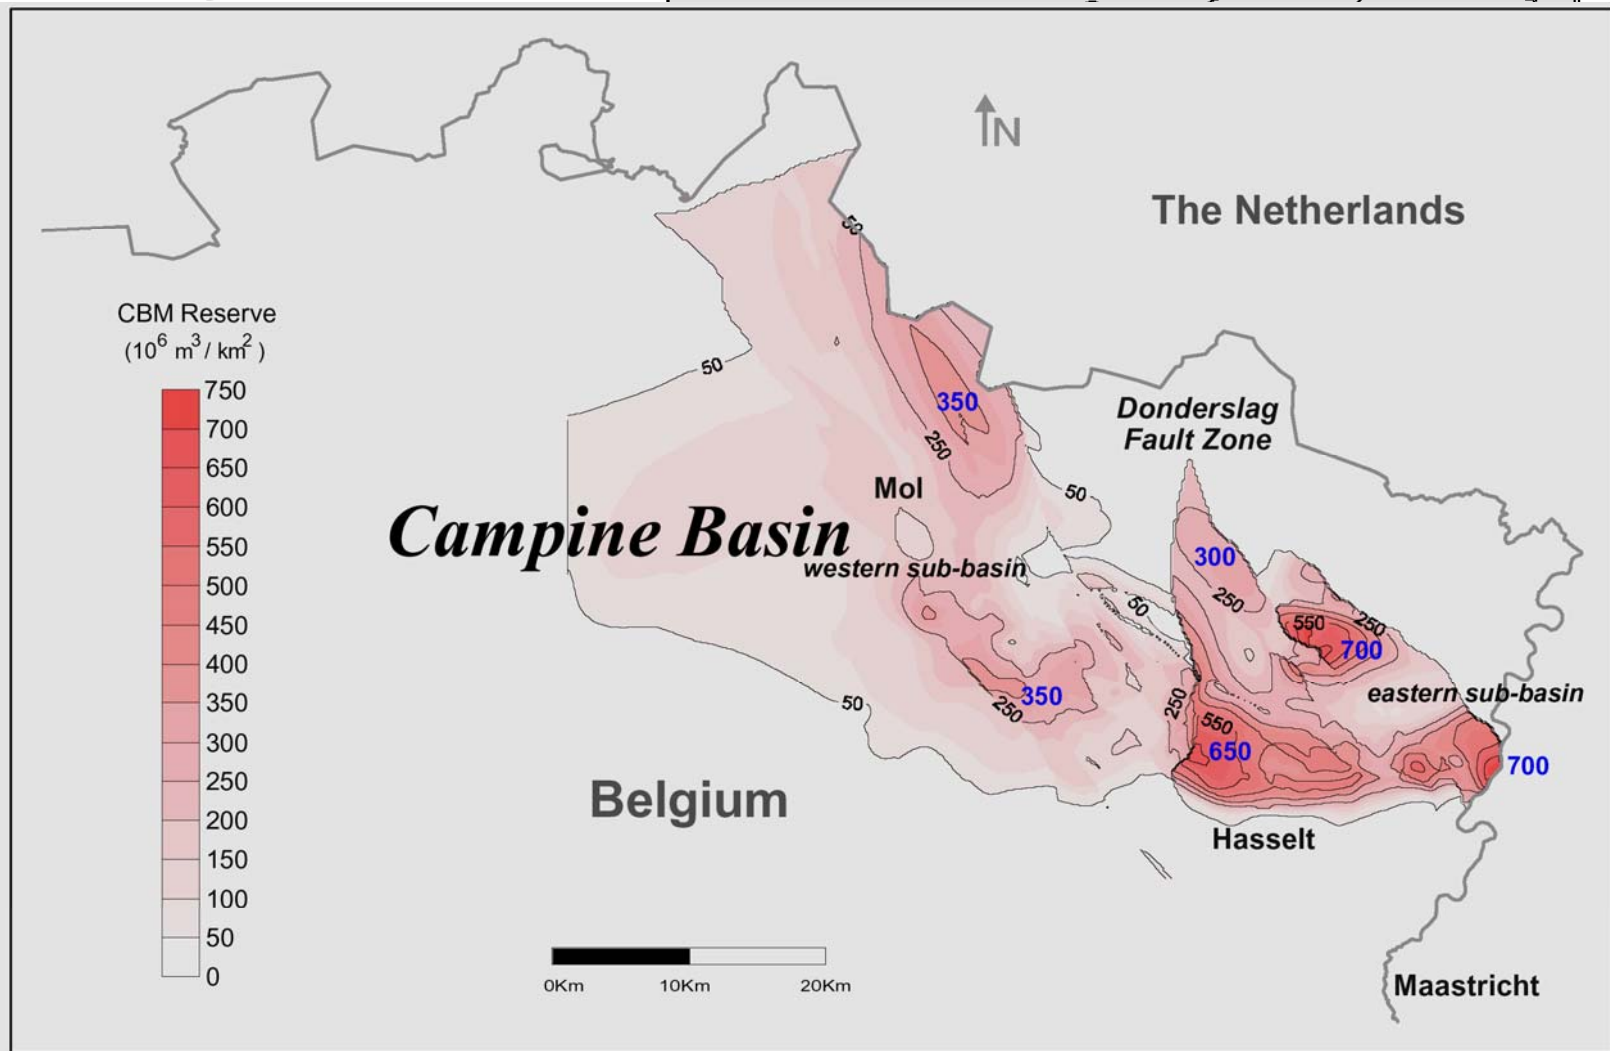 N
The Netherlands
50
CBM Reserve
(10⁶ m³ / km²)
750
700
650
600
550
500
450
400
350
300
250
200
150
100
50
0
50
350
250
Donderslag
Fault Zone
Mol
50
Campine Basin
western sub-basin
300
250
50
550
250
700
350
250
50
250
550
650
eastern sub-basin
700
Belgium
Hasselt
0Km
10Km
20Km
Maastricht